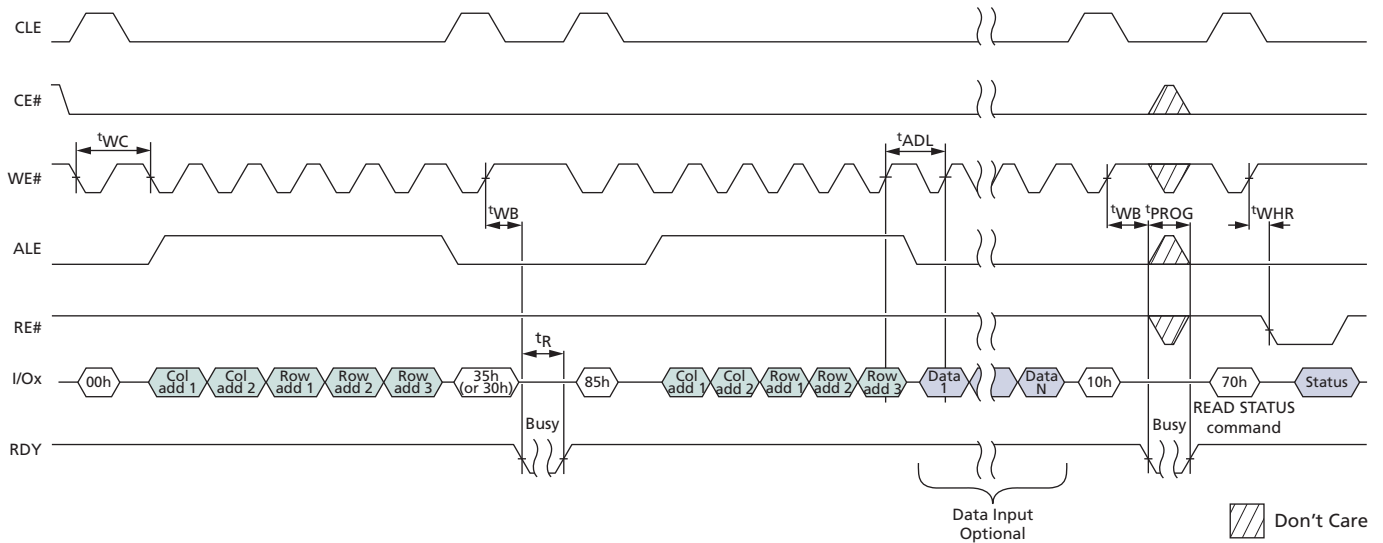 CLE
CE#
tWC
tADL
WE#
tWB
tWB
tPROG
tWHR
ALE
RE#
tR
I/Ox
00h
Col add 1
Col add 2
Row add 1
Row add 2
Row add 3
35h
(or 30h)
85h
Col add 1
Col add 2
Row add 1
Row add 2
Row add 3
Data 1
Data N
10h
70h
Status
READ STATUS
command
Busy
Busy
RDY
Data Input
Optional
Don't Care